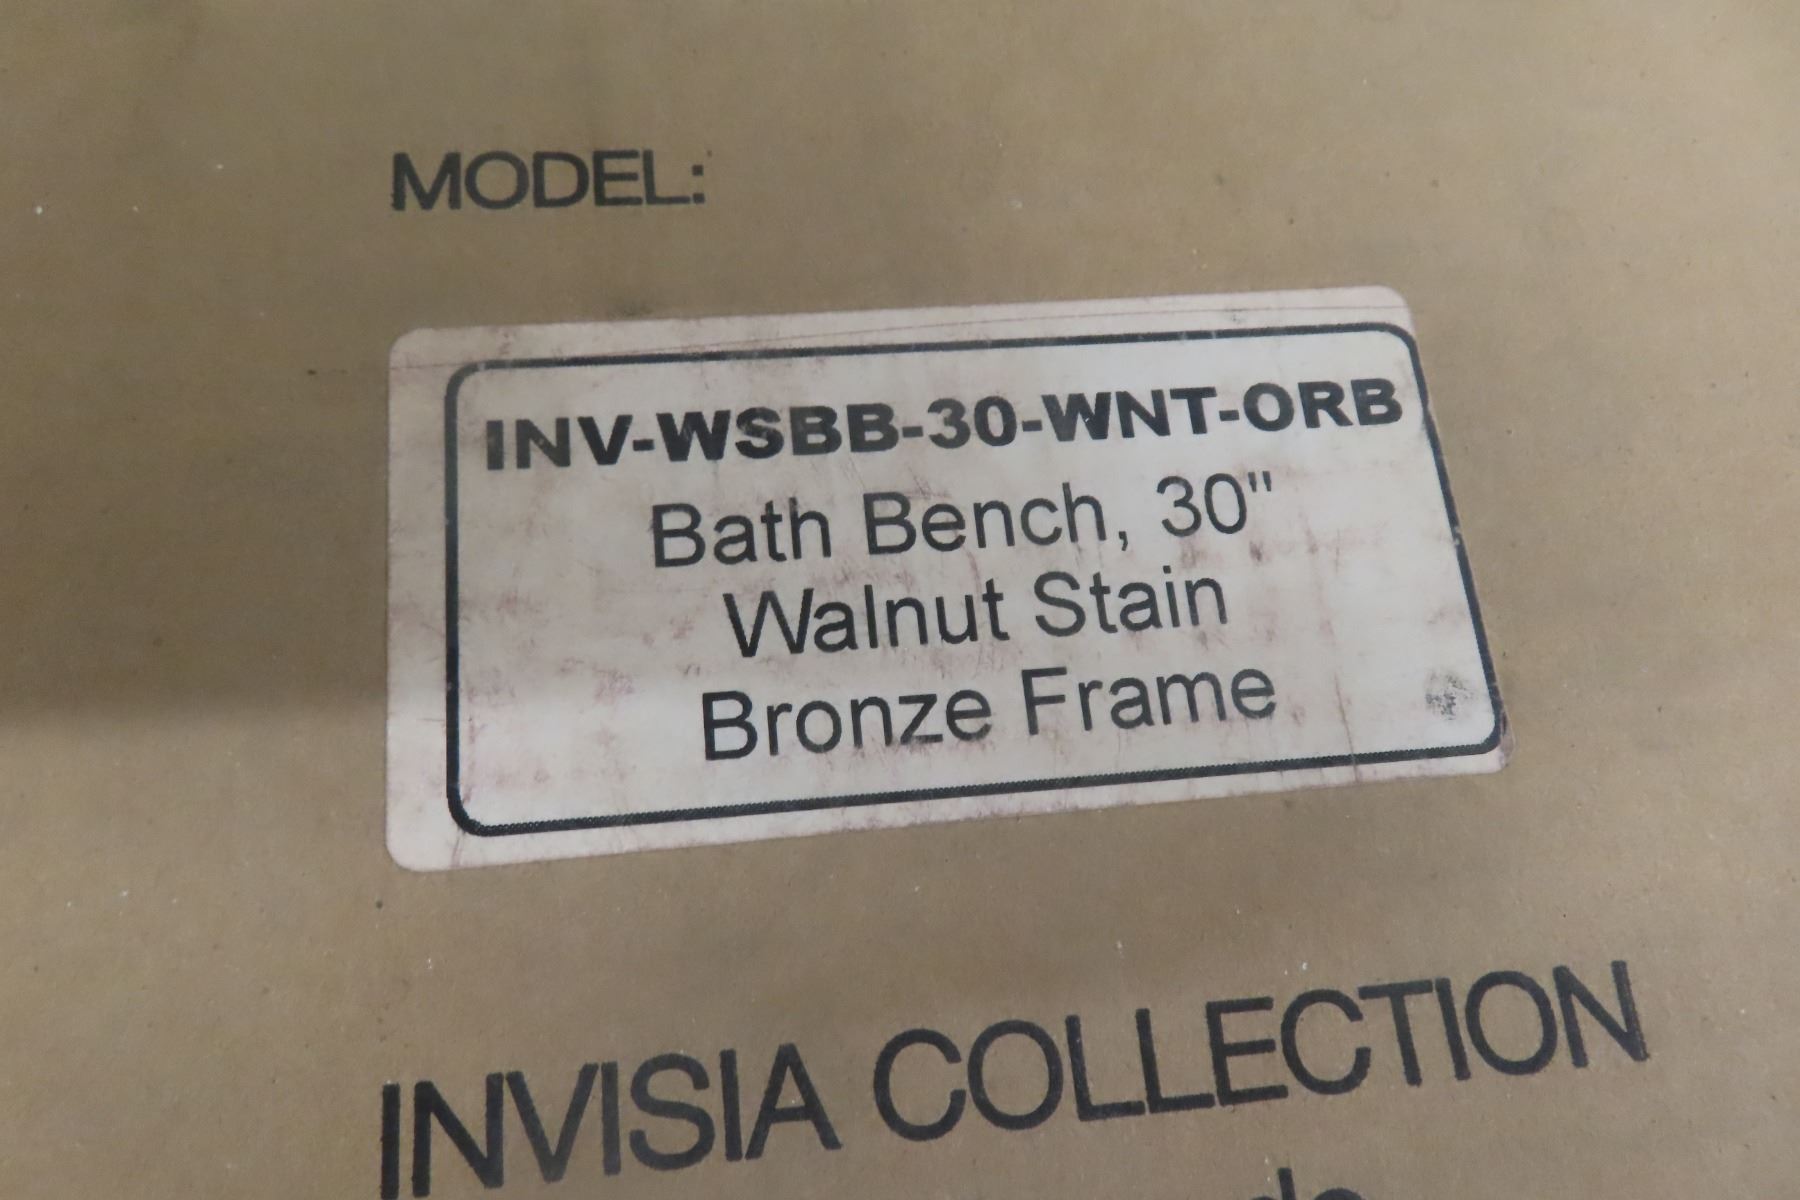 MODEL:
INV-WSBB-30-WNT-ORB
Bath Bench, 30"
Walnut Stain
Bronze Frame
INVISIA COLLECTION